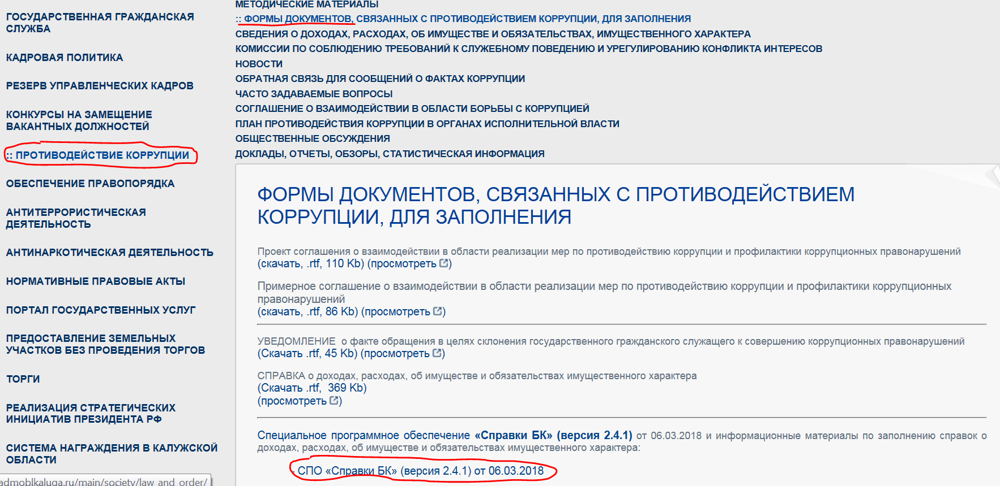 ГОСУДАРСТВЕННАЯ ГРАЖДАНСКАЯ
СЛУЖБА
КАДРОВАЯ ПОЛИТИКА
РЕЗЕРВ УПРАВЛЕНЧЕСКИХ КАДРОВ
КОНКУРСЫ НА ЗАМЕЩЕНИЕ
ВАКАНТНЫХ ДОЛЖНОСТЕЙ
:: ПРОТИВОДЕЙСТВИЕ КОРРУПЦИИ
ОБЕСПЕЧЕНИЕ ПРАВОПОРЯДКА
АНТИТЕРРОРИСТИЧЕСКАЯ
ДЕЯТЕЛЬНОСТЬ
АНТИНАРКОТИЧЕСКАЯ ДЕЯТЕЛЬНОСТЬ
НОРМАТИВНЫЕ ПРАВОВЫЕ АКТЫ
ПОРТАЛ ГОСУДАРСТВЕННЫХ УСЛУГ
ПРЕДОСТАВЛЕНИЕ ЗЕМЕЛЬНЫХ
УЧАСТКОВ БЕЗ ПРОВЕДЕНИЯ ТОРГОВ
ТОРГИ
РЕАЛИЗАЦИЯ СТРАТЕГИЧЕСКИХ
ИНИЦИАТИВ ПРЕЗИДЕНТА РФ
СИСТЕМА НАГРАЖДЕНИЯ В КАЛУЖСКОЙ
ОБЛАСТИ
admoblkaluga.ru/main/society/law_and_order/
МЕТОДИЧЕСКИЕ МАТЕРИАЛЫ
:: ФОРМЫ ДОКУМЕНТОВ, СВЯЗАННЫХ С ПРОТИВОДЕЙСТВИЕМ КОРРУПЦИИ, ДЛЯ ЗАПОЛНЕНИЯ
СВЕДЕНИЯ О ДОХОДАХ, РАСХОДАХ, ОБ ИМУЩЕСТВЕ И ОБЯЗАТЕЛЬСТВАХ, ИМУЩЕСТВЕННОГО ХАРАКТЕРА
КОМИССИИ ПО СОБЛЮДЕНИЮ ТРЕБОВАНИЙ К СЛУЖЕБНОМУ ПОВЕДЕНИЮ И УРЕГУЛИРОВАНИЮ КОНФЛИКТА ИНТЕРЕСОВ
НОВОСТИ
ОБРАТНАЯ СВЯЗЬ ДЛЯ СООБЩЕНИЙ О ФАКТАХ КОРРУПЦИИ
ЧАСТО ЗАДАВАЕМЫЕ ВОПРОСЫ
СОГЛАШЕНИЕ О ВЗАИМОДЕЙСТВИИ В ОБЛАСТИ БОРЬБЫ С КОРРУПЦИЕЙ
ПЛАН ПРОТИВОДЕЙСТВИЯ КОРРУПЦИИ В ОРГАНАХ ИСПОЛНИТЕЛЬНОЙ ВЛАСТИ
ОБЩЕСТВЕННЫЕ ОБСУЖДЕНИЯ
ДОКЛАДЫ, ОТЧЕТЫ, ОБЗОРЫ, СТАТИСТИЧЕСКАЯ ИНФОРМАЦИЯ
ФОРМЫ ДОКУМЕНТОВ, СВЯЗАННЫХ С ПРОТИВОДЕЙСТВИЕМ
КОРРУПЦИИ, ДЛЯ ЗАПОЛНЕНИЯ
Проект соглашения о взаимодействии в области реализации мер по противодействию коррупции и профилактики коррупционных правонарушений
(скачать, .rtf, 110 Kb) (просмотреть)
Примерное соглашение о взаимодействии в области реализации мер по противодействию коррупции и профилактики коррупционных
правонарушений
(скачать, .rtf, 86 Kb) (просмотреть)
УВЕДОМЛЕНИЕ о факте обращения в целях склонения государственного гражданского служащего к совершению коррупционных правонарушений
(Скачать .rtf, 45 Kb) (просмотреть)
СПРАВКА о доходах, расходах, об имуществе и обязательствах имущественного характера
(Скачать .rtf, 369 Kb)
(просмотреть)
Специальное программное обеспечение «Справки БК» (версия 2.4.1) от 06.03.2018 и информационные материалы по заполнению справок о
доходах, расходах, об имуществе и обязательствах имущественного характера:
- СПО «Справки БК» (версия 2.4.1) от 06.03.2018